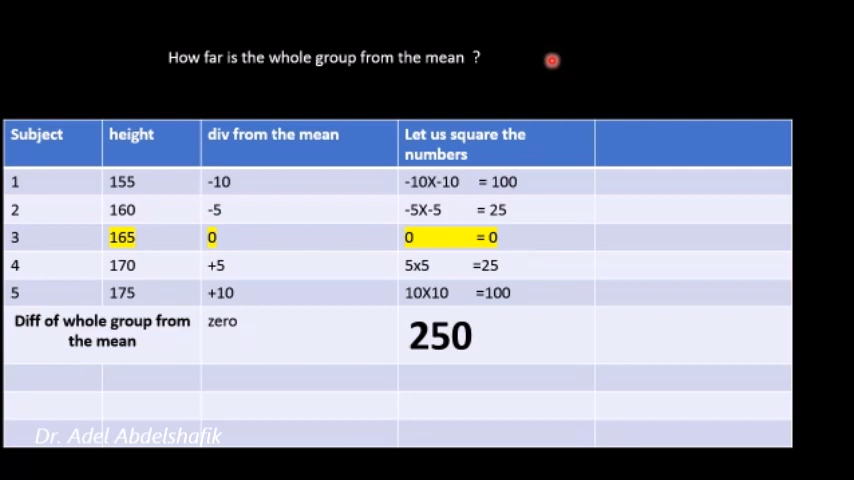 How far is the whole group from the mean ?
Subject height div from the mean Let us square the
numbers
1 155 -10 -10X-10 = 100
2 160 -5 -5X-5 = 25
3 165 0 0 = 0
4 170 +5 5x5 =25
5 175 +10 10X10 =100
Diff of whole group from zero 250
the mean
Dr. Adel Abdelshafik